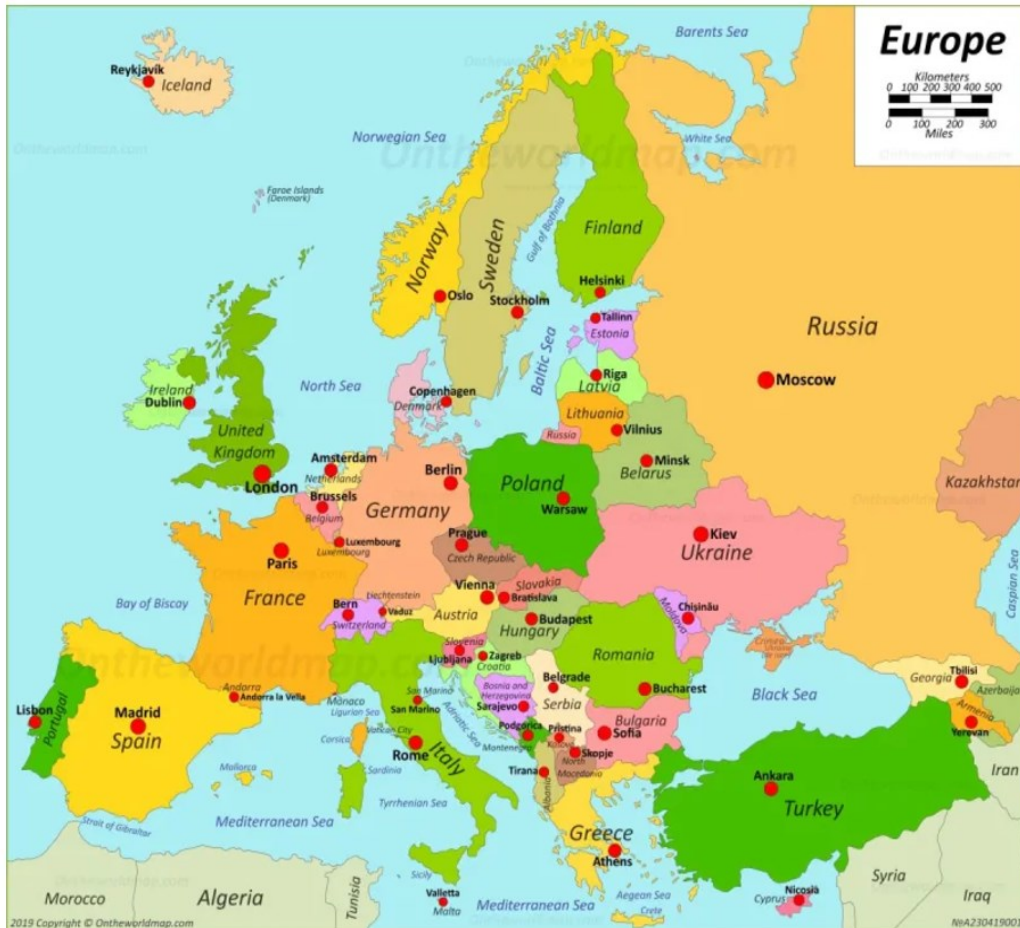 Europe
Kilometers
0 100 200 300 400 500
0 100 200 300
Miles
Barents Sea
White Sea
Norwegian Sea
Reykjavík
Iceland
Faroe Islands
(Denmark)
Ontheworldmap.com
Norway
Sweden
Gulf of Bothnia
Finland
Oslo
Stockholm
Helsinki
Tallinn
Estonia
Russia
Moscow
Baltic Sea
North Sea
Riga
Latvia
Ireland
Dublin
Copenhagen
Denmark
Lithuania
Vilnius
Russia
United
Kingdom
London
Minsk
Belarus
Amsterdam
Netherlands
Berlin
Germany
Poland
Warsaw
Kazakhstan
Brussels
Belgium
Luxembourg
Luxembourg
Prague
Czech Republic
Kiev
Ukraine
Paris
France
Caspian Sea
Bay of Biscay
Liechtenstein
Vaduz
Bern
Switzerland
Vienna
Austria
Slovakia
Bratislava
Budapest
Hungary
Moldova
Chișinău
Slovenia
Ljubljana
Zagreb
Croatia
Romania
Bucharest
Crimea
Black Sea
Tbilisi
Georgia
Azerbaijan
Armenia
Yerevan
Andorra
Andorra la Vella
Monaco
Ligurian Sea
San Marino
San Marino
Adriatic Sea
Bosnia and
Herzegovina
Sarajevo
Belgrade
Serbia
Lisbon
Portugal
Madrid
Spain
Corsica
Vatican City
Rome
Italy
Podgorica
Montenegro
Pristina
Kosovo
Skopje
North
Macedonia
Bulgaria
Sofia
Mallorca
Sardinia
Tyrrhenian Sea
Tirana
Albania
Greece
Athens
Ankara
Turkey
Iran
Strait of Gibraltar
Mediterranean Sea
Sicily
Valletta
Malta
Mediterranean Sea
Aegean Sea
Crete
Nicosia
Cyprus
Syria
Iraq
Morocco
Algeria
Tunisia
2019 Copyright © Ontheworldmap.com
№A230419001